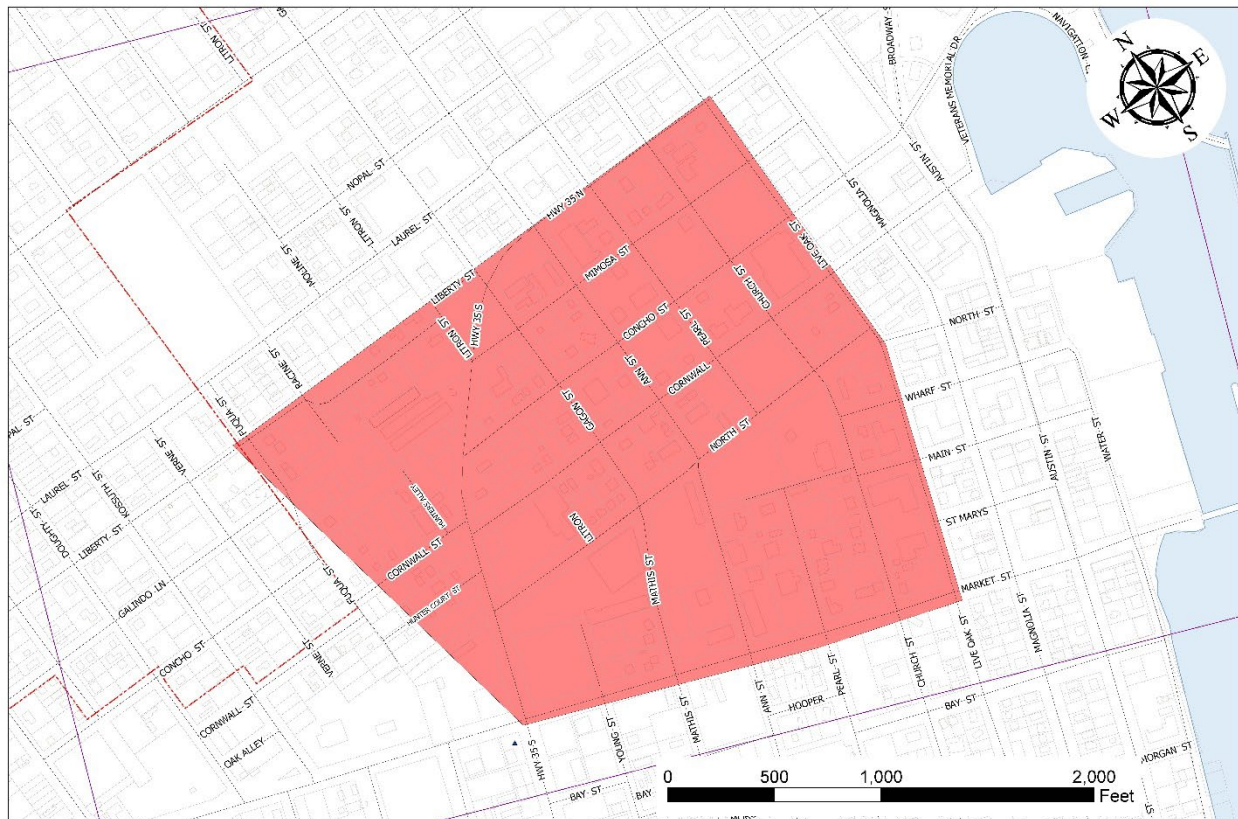 LITRON ST
BROADWAY S
NAVIGATION C
VETERANS MEMORIAL DR
N
E
W
S
AUSTIN ST
MAGNOLIA ST
NOPAL ST
LITRON ST
LAUREL ST
MOLINE ST
HWY 35 N
LIVE OAK ST
MIMOSA ST
LIBERTY ST
CHURCH ST
HWY 35 S
LITRON ST
CONCHO ST
PEARL ST
NORTH ST
ANN ST
CORNWALL
RACINE ST
WHARF ST
GAGON ST
FUQUA ST
NORTH ST
PAL ST
VERNE ST
MAIN ST
AUSTIN ST
WATER ST
LAUREL ST
KOSSUTH ST
DOUGHTY ST
LIBERTY ST
HUNTERS ALLEY
LITRON
ST MARYS
CORNWALL ST
MATHIS ST
FUQUA ST
GALINDO LN
HUNTER COURT ST
MARKET ST
MAGNOLIA ST
VERNE ST
CONCHO ST
LIVE OAK ST
CHURCH ST
PEARL ST
ANN ST
HOOPER
BAY ST
CORNWALL ST
OAK ALLEY
MATHIS ST
YOUNG ST
HWY 35 S
MORGAN ST
BAY ST
BAY
ST
0 500 1,000 2,000
Feet